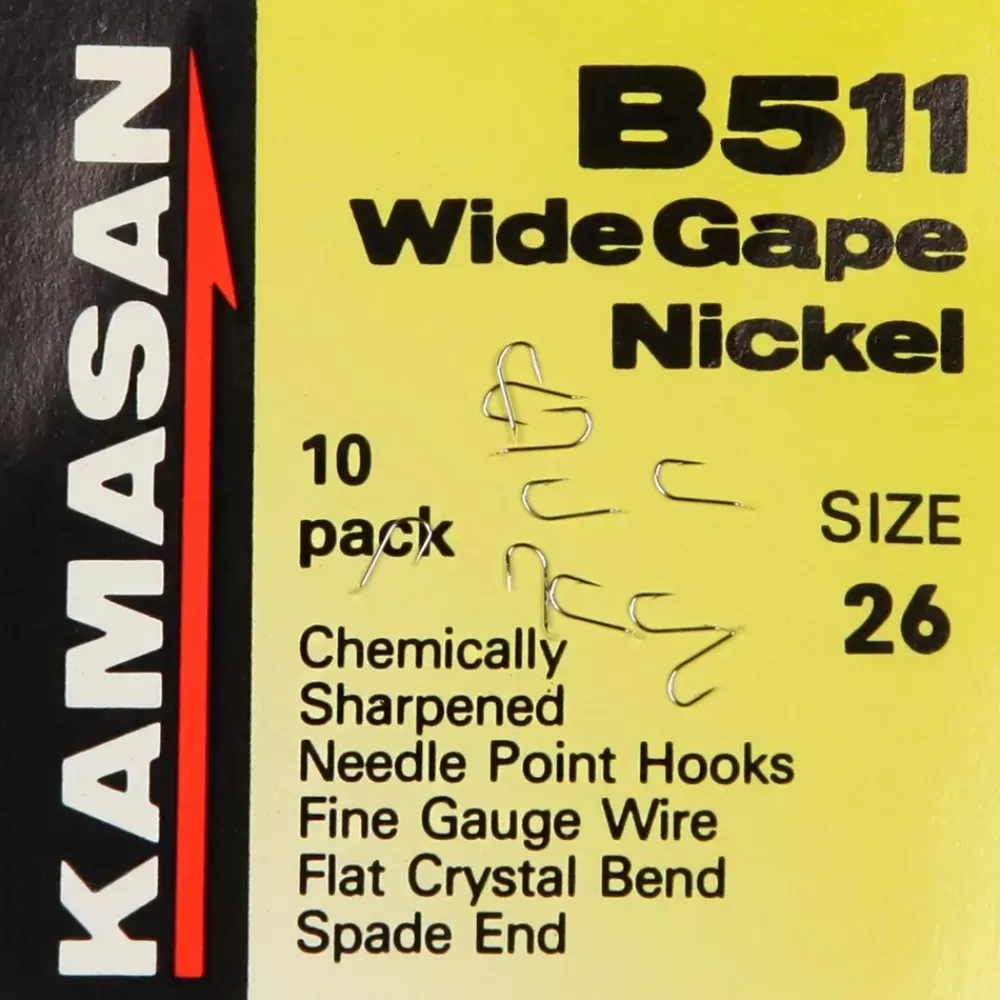 KAMASAN
B511
Wide Gape
Nickel
10
pack
SIZE
26
Chemically
Sharpened
Needle Point Hooks
Fine Gauge Wire
Flat Crystal Bend
Spade End